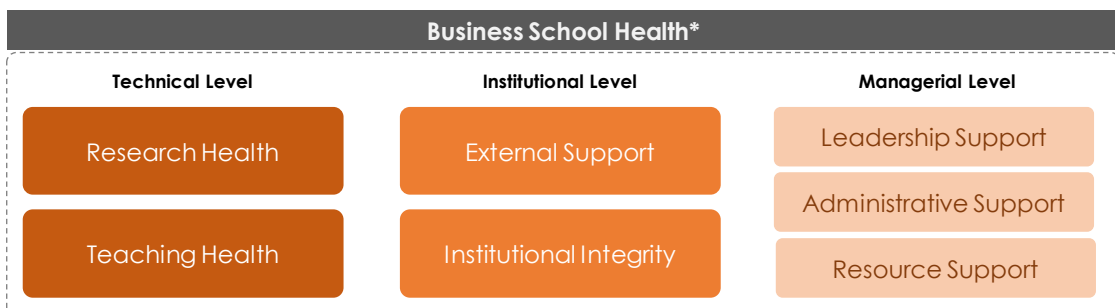 Business School Health*
Technical Level
Institutional Level
Managerial Level
Research Health
Teaching Health
External Support
Institutional Integrity
Leadership Support
Administrative Support
Resource Support